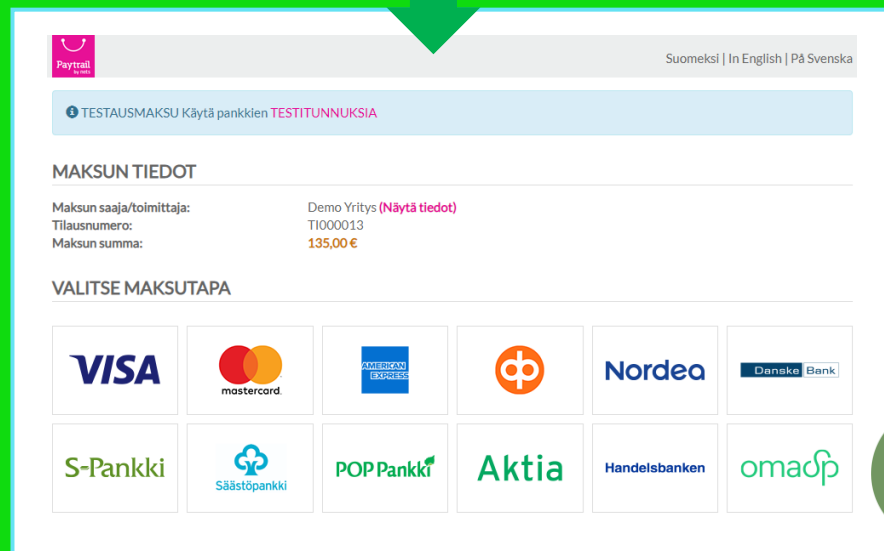 Paytrail
by nets
Suomeksi | In English | På Svenska
TESTAUSMAKSU Käytä pankkien TESTITUNNUKSIA
MAKSUN TIEDOT
Maksun saaja/toimittaja: Demo Yritys (Näytä tiedot)
Tilausnumero: TI000013
Maksun summa: 135,00 €
VALITSE MAKSUTAPA
VISA mastercard. AMERICAN EXPRESS op Nordea Danske Bank
S-Pankki Säästöpankki POP Pankki Aktia Handelsbanken omasp